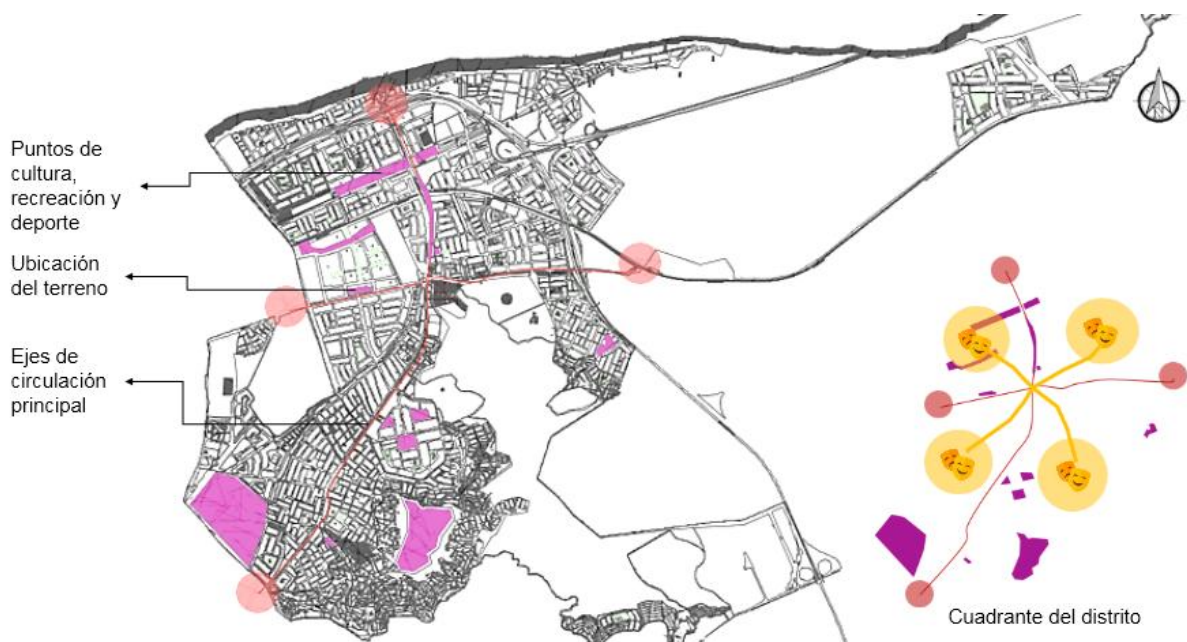 Puntos de
cultura,
recreación y
deporte
Ubicación
del terreno
Ejes de
circulación
principal
Cuadrante del distrito